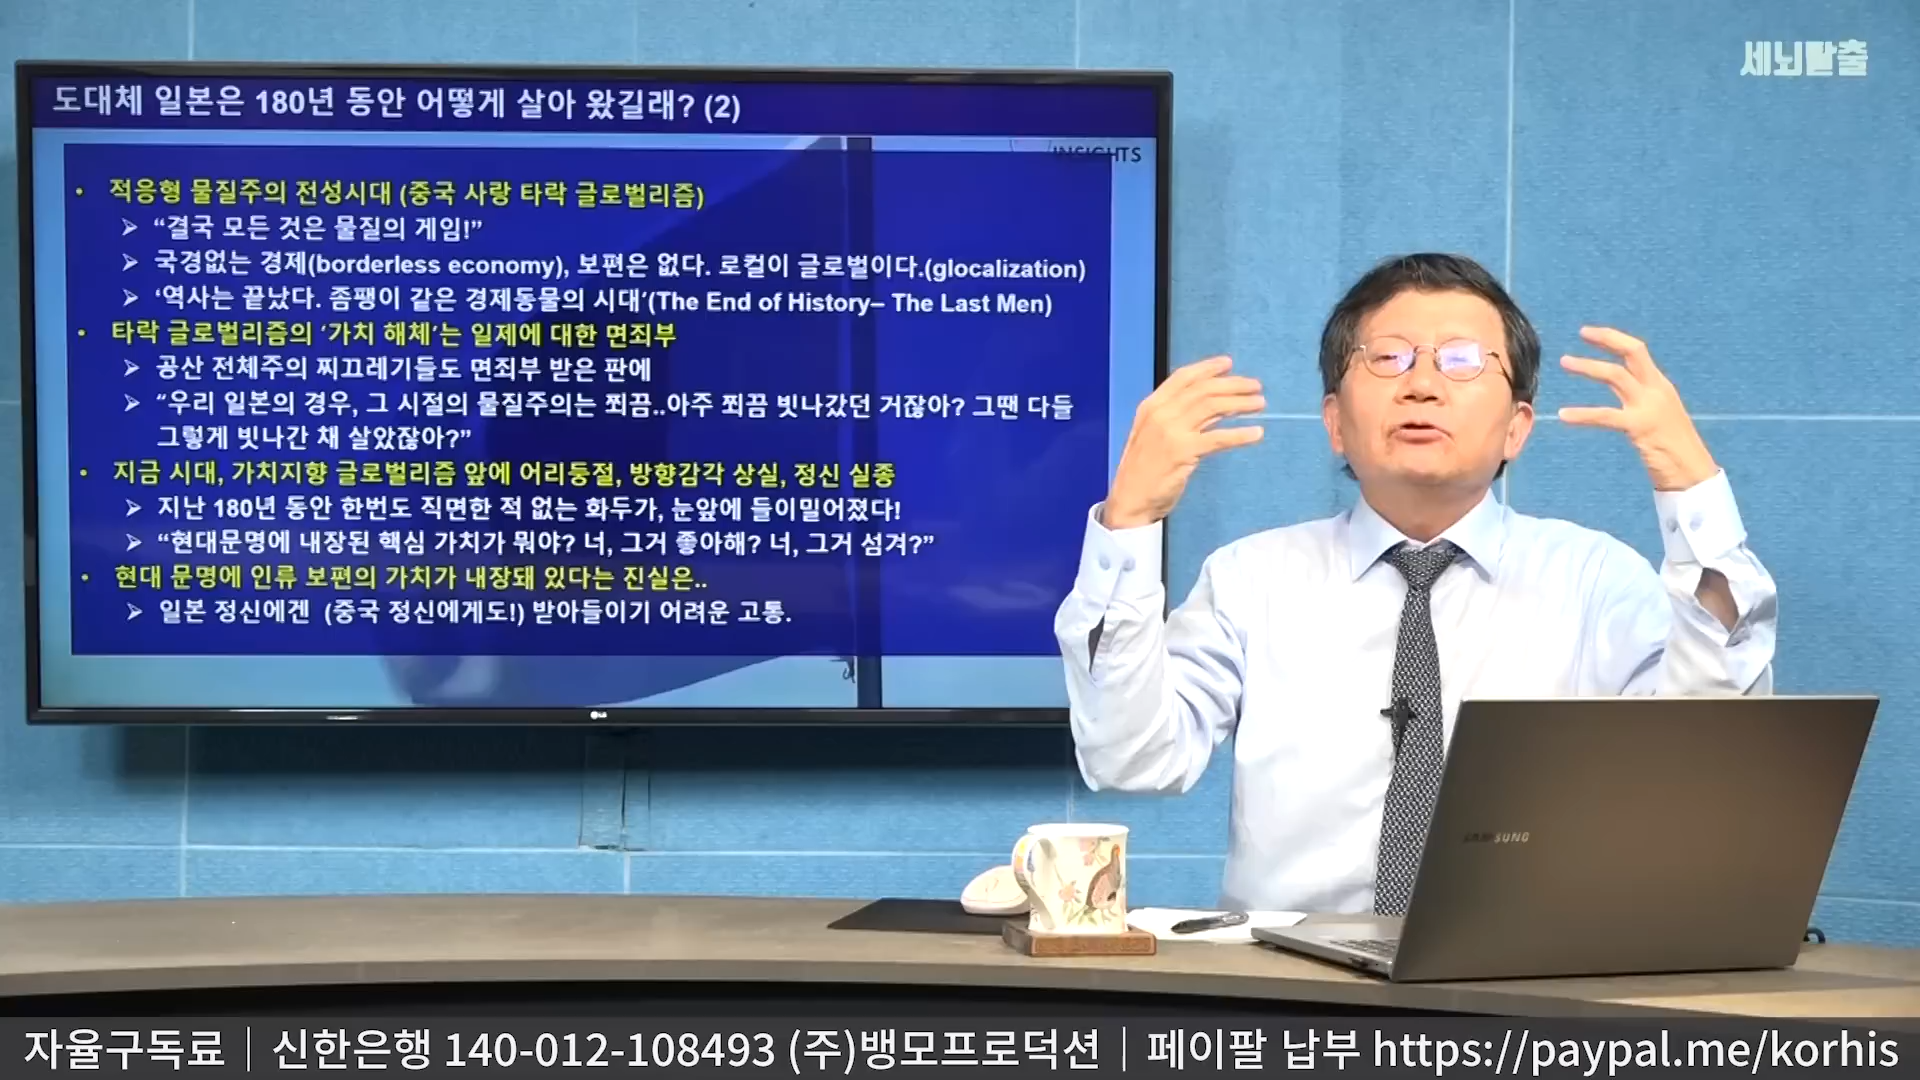 세뇌탈출
도대체 일본은 180년 동안 어떻게 살아 왔길래? (2)
INSIGHTS
• 적응형 물질주의 전성시대 (중국 사랑 타락 글로벌리즘)
➢ “결국 모든 것은 물질의 게임!”
➢ 국경없는 경제(borderless economy), 보편은 없다. 로컬이 글로벌이다.(glocalization)
➢ ‘역사는 끝났다. 좀팽이 같은 경제동물의 시대’(The End of History– The Last Men)
• 타락 글로벌리즘의 ‘가치 해체’는 일제에 대한 면죄부
➢ 공산 전체주의 찌끄레기들도 면죄부 받은 판에
➢ “우리 일본의 경우, 그 시절의 물질주의는 쬐끔..아주 쬐끔 빗나갔던 거잖아? 그땐 다들
그렇게 빗나간 채 살았잖아?”
• 지금 시대, 가치지향 글로벌리즘 앞에 어리둥절, 방향감각 상실, 정신 실종
➢ 지난 180년 동안 한번도 직면한 적 없는 화두가, 눈앞에 들이밀어졌다!
➢ “현대문명에 내장된 핵심 가치가 뭐야? 너, 그거 좋아해? 너, 그거 섬겨?”
• 현대 문명에 인류 보편의 가치가 내장돼 있다는 진실은..
➢ 일본 정신에겐 (중국 정신에게도!) 받아들이기 어려운 고통.
LG
SAMSUNG
자율구독료｜신한은행 140-012-108493 (주)뱅모프로덕션｜페이팔 납부 https://paypal.me/korhis